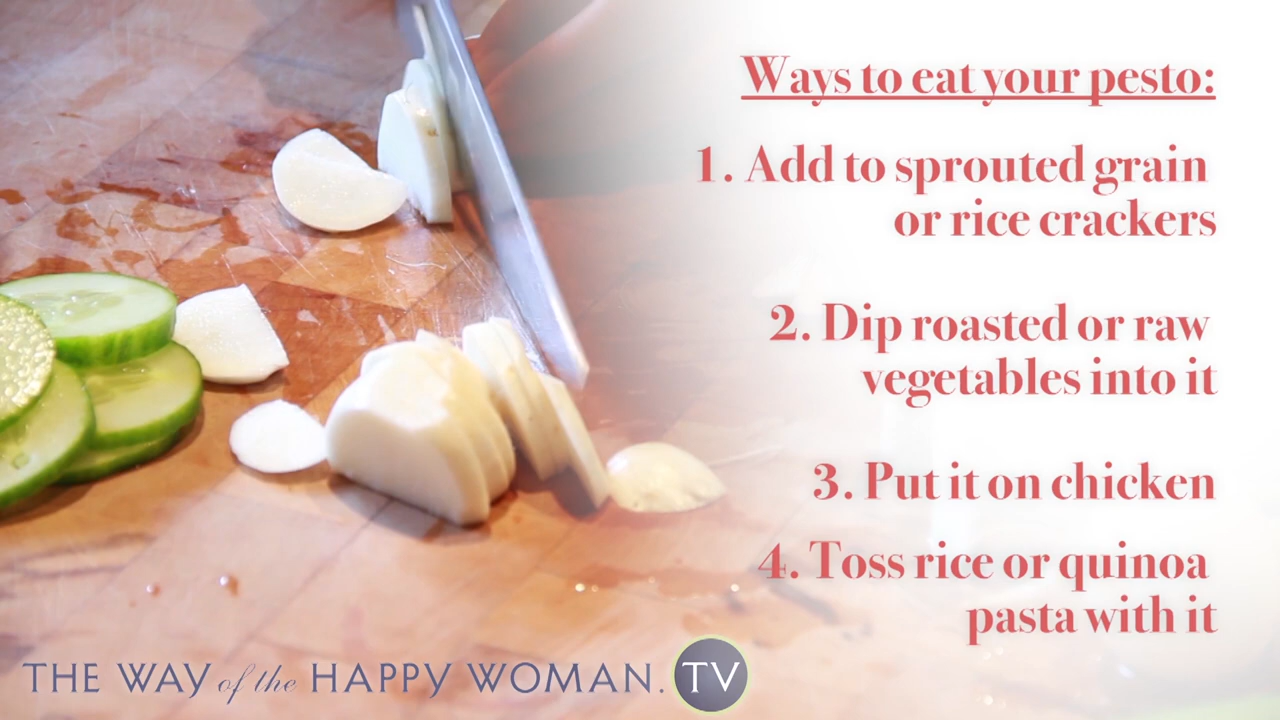 Ways to eat your pesto:
1. Add to sprouted grain
or rice crackers
2. Dip roasted or raw
vegetables into it
3. Put it on chicken
4. Toss rice or quinoa
pasta with it
THE WAY of the HAPPY WOMAN. TV